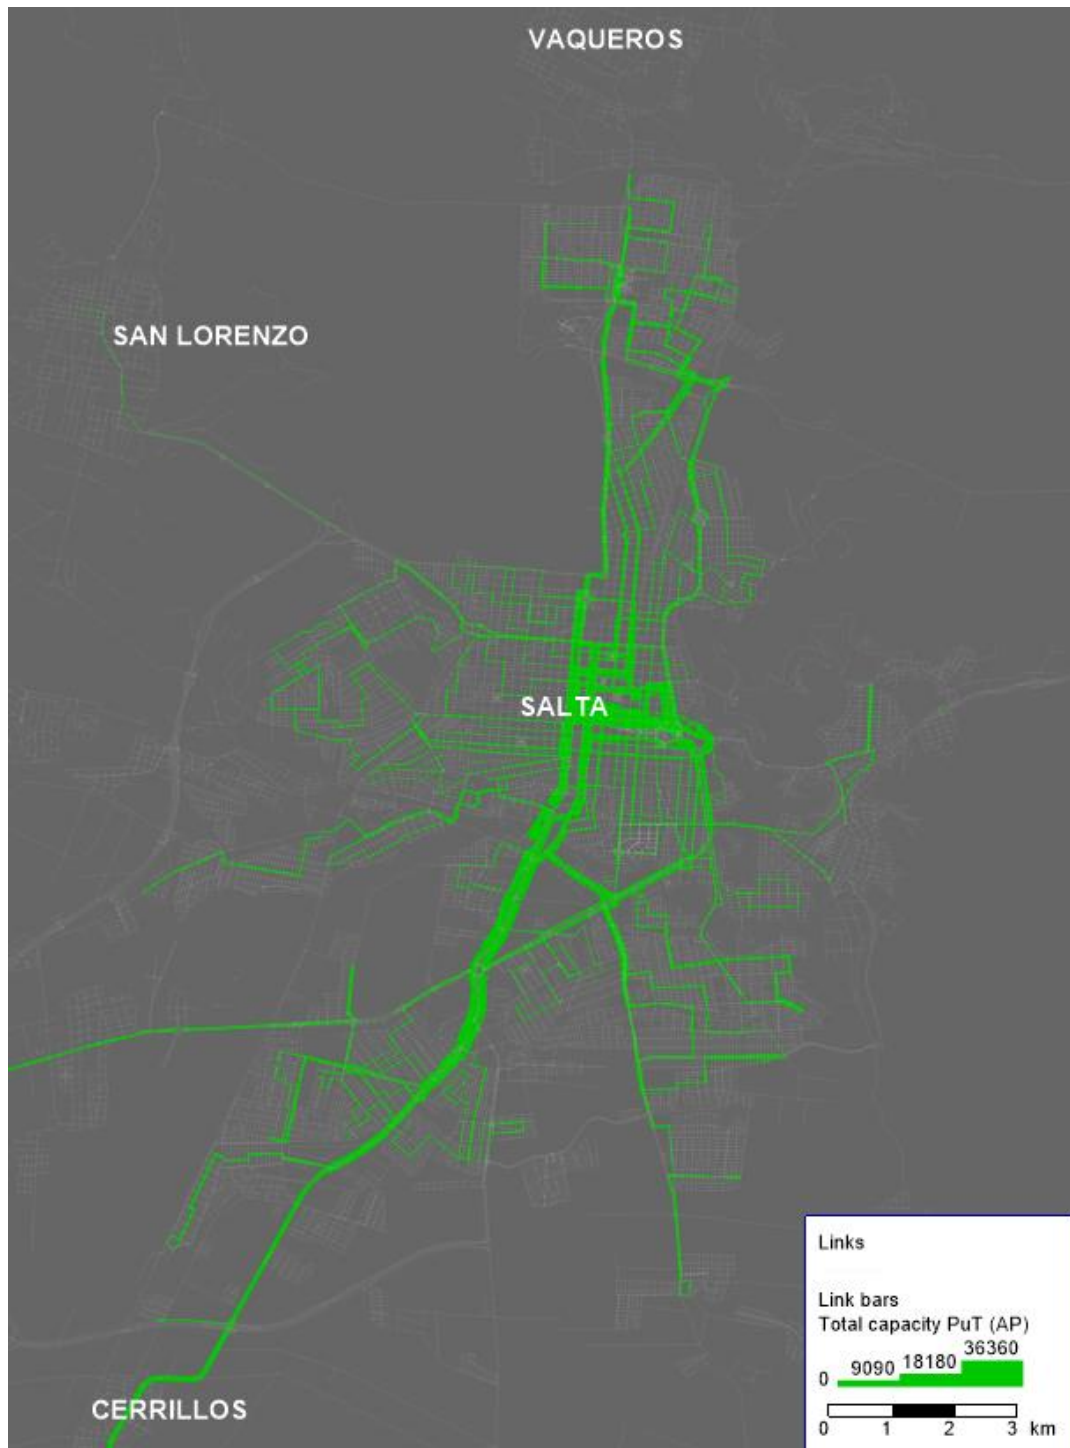 VAQUEROS
SAN LORENZO
SALTA
CERRILLOS
Links
Link bars
Total capacity PuT (AP)
0 9090 18180 36360
0 1 2 3 km